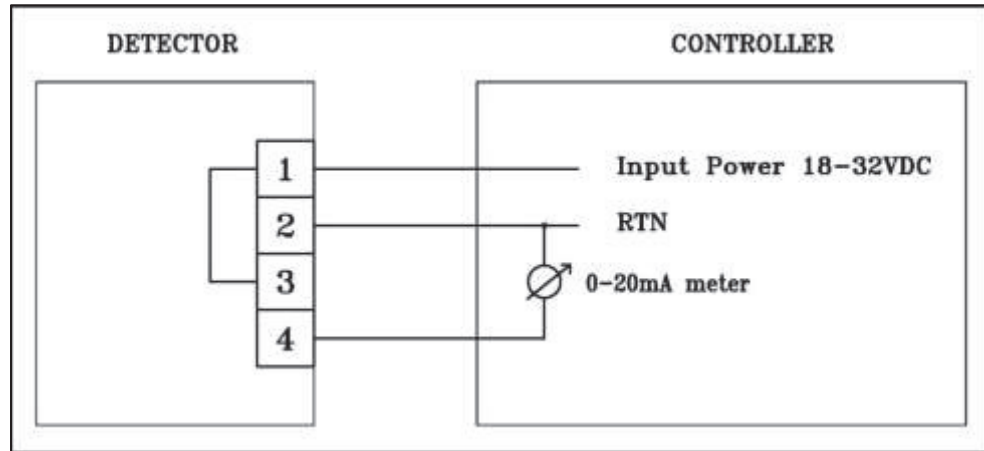 DETECTOR
CONTROLLER
1
Input Power 18-32VDC
2
RTN
3
0-20mA meter
4